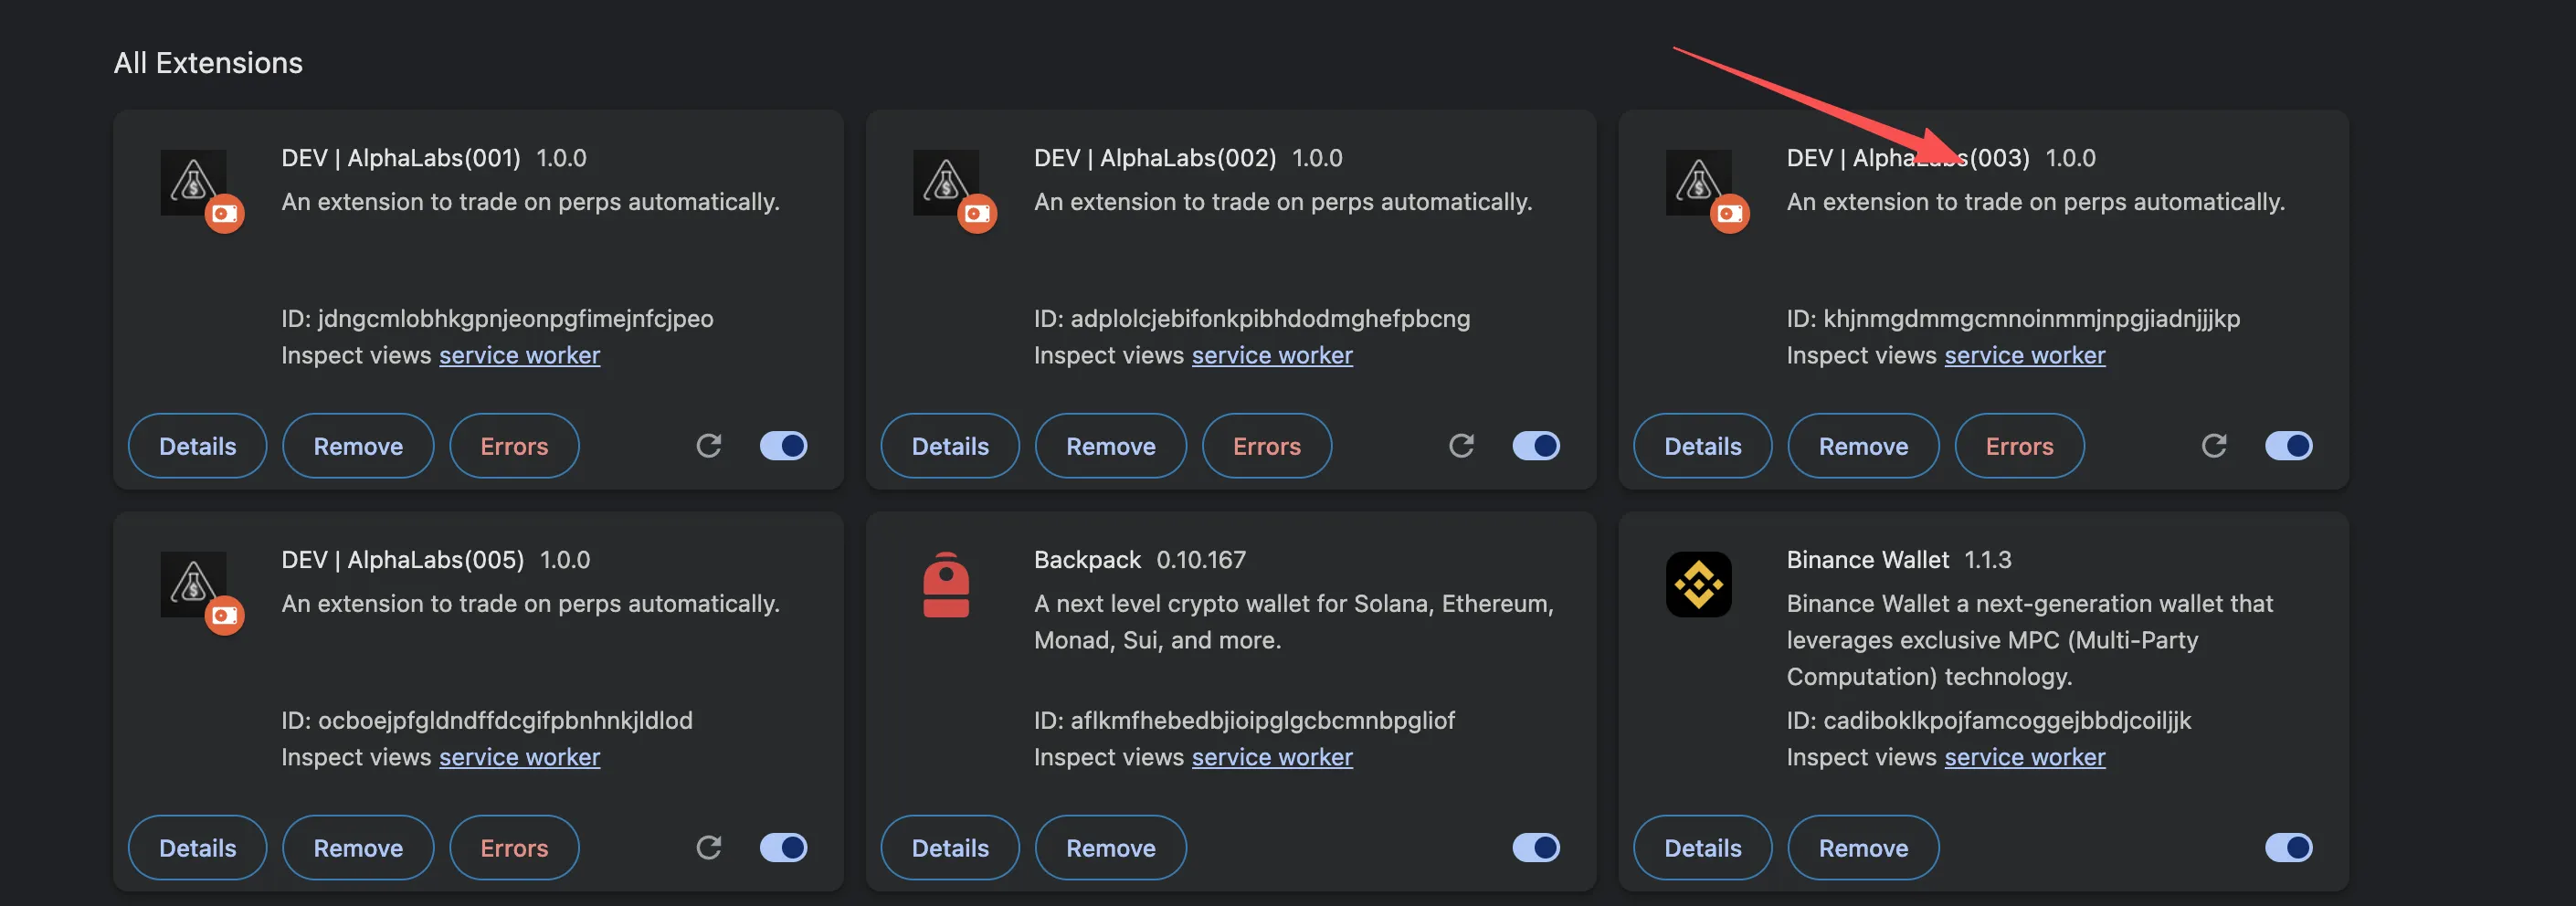 All Extensions
DEV | AlphaLabs(001) 1.0.0
An extension to trade on perps automatically.
ID: jdngcmlobhkgpnjeonpgfimejnfcjpeo
Inspect views service worker
Details Remove Errors
DEV | AlphaLabs(002) 1.0.0
An extension to trade on perps automatically.
ID: adplolcjebifonkpibhdodmghefpbcng
Inspect views service worker
Details Remove Errors
DEV | AlphaLabs(003) 1.0.0
An extension to trade on perps automatically.
ID: khjnmgdmmgcmnoinmmjnpgjiadnjjjkp
Inspect views service worker
Details Remove Errors
DEV | AlphaLabs(005) 1.0.0
An extension to trade on perps automatically.
ID: ocboejpfgldndffdcgifpbnhnkjldlod
Inspect views service worker
Details Remove Errors
Backpack 0.10.167
A next level crypto wallet for Solana, Ethereum,
Monad, Sui, and more.
ID: aflkmfhebedbjioipglgcbcmnbpgliof
Inspect views service worker
Details Remove
Binance Wallet 1.1.3
Binance Wallet a next-generation wallet that
leverages exclusive MPC (Multi-Party
Computation) technology.
ID: cadiboklkpojfamcoggejbbdjcoiljjk
Inspect views service worker
Details Remove